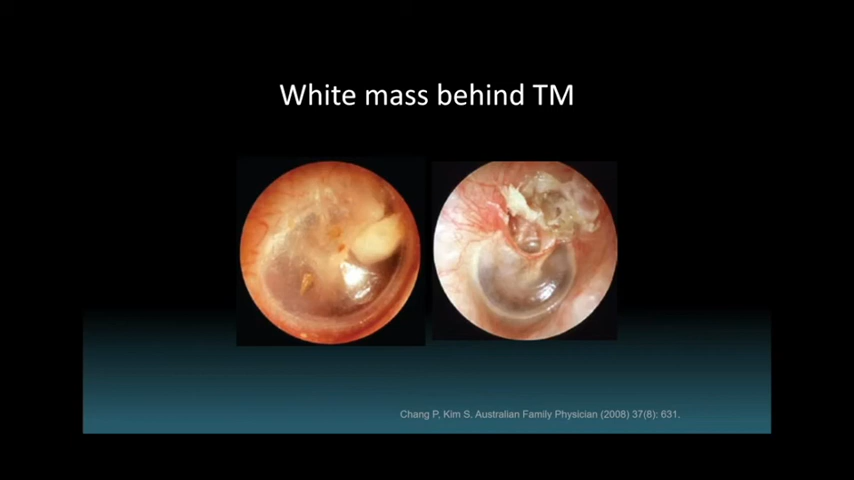 White mass behind TM
Chang P, Kim S. Australian Family Physician (2008) 37(8): 631.